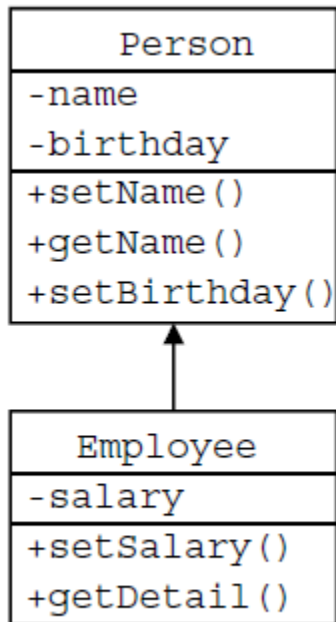 Person
-name
-birthday
+setName()
+getName()
+setBirthday()
Employee
-salary
+setSalary()
+getDetail()